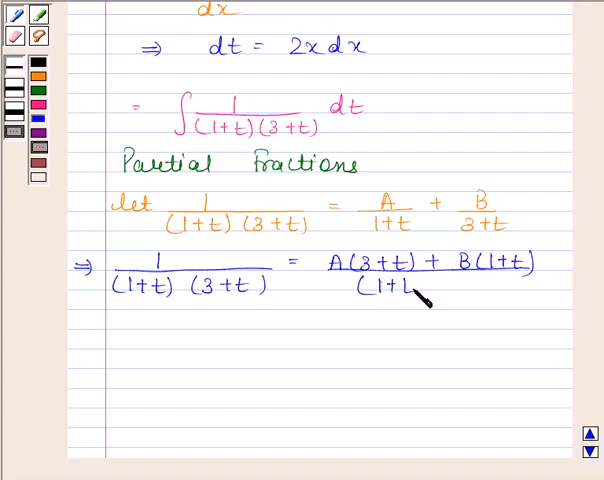 dx
⇒ dt = 2x dx
= ∫ 1/((1+t)(3+t)) dt
Partial Fractions
let 1/((1+t)(3+t)) = A/(1+t) + B/(3+t)
⇒ 1/((1+t)(3+t)) = (A(3+t) + B(1+t))/(1+